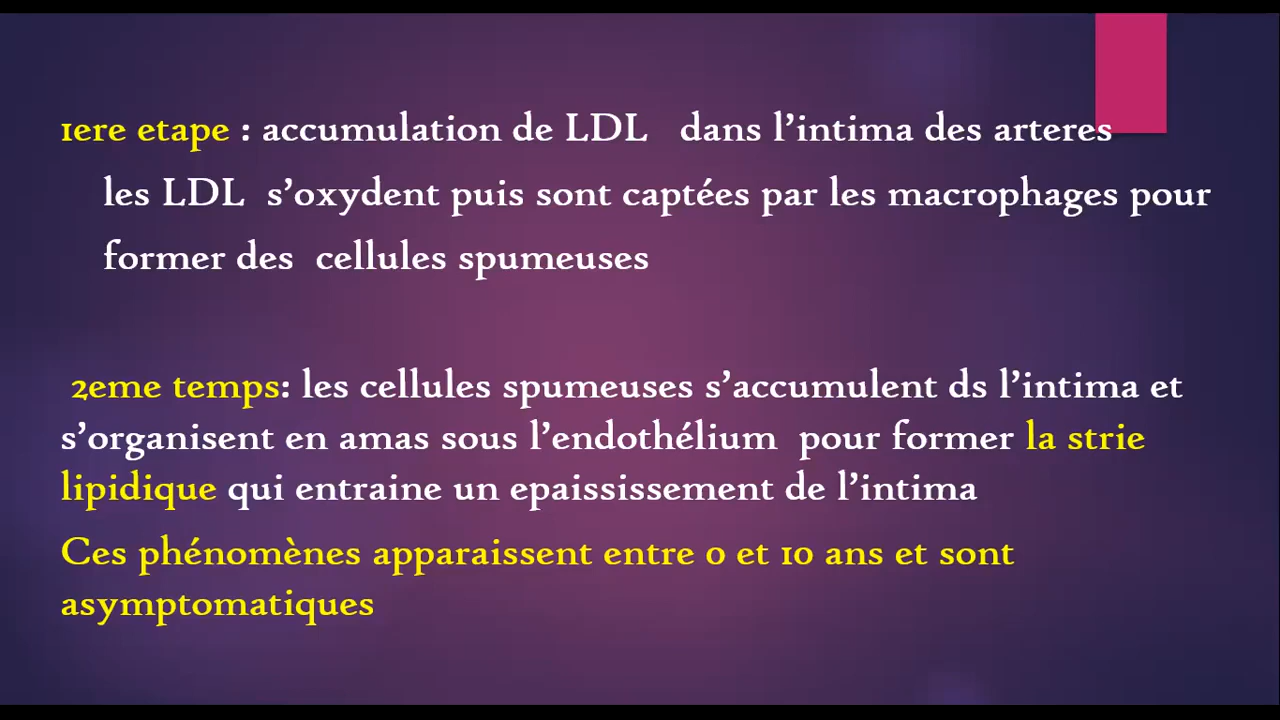 1ere etape : accumulation de LDL dans l’intima des arteres
les LDL s’oxydent puis sont captées par les macrophages pour
former des cellules spumeuses
2eme temps: les cellules spumeuses s’accumulent ds l’intima et
s’organisent en amas sous l’endothélium pour former la strie
lipidique qui entraine un epaississement de l’intima
Ces phénomènes apparaissent entre 0 et 10 ans et sont
asymptomatiques